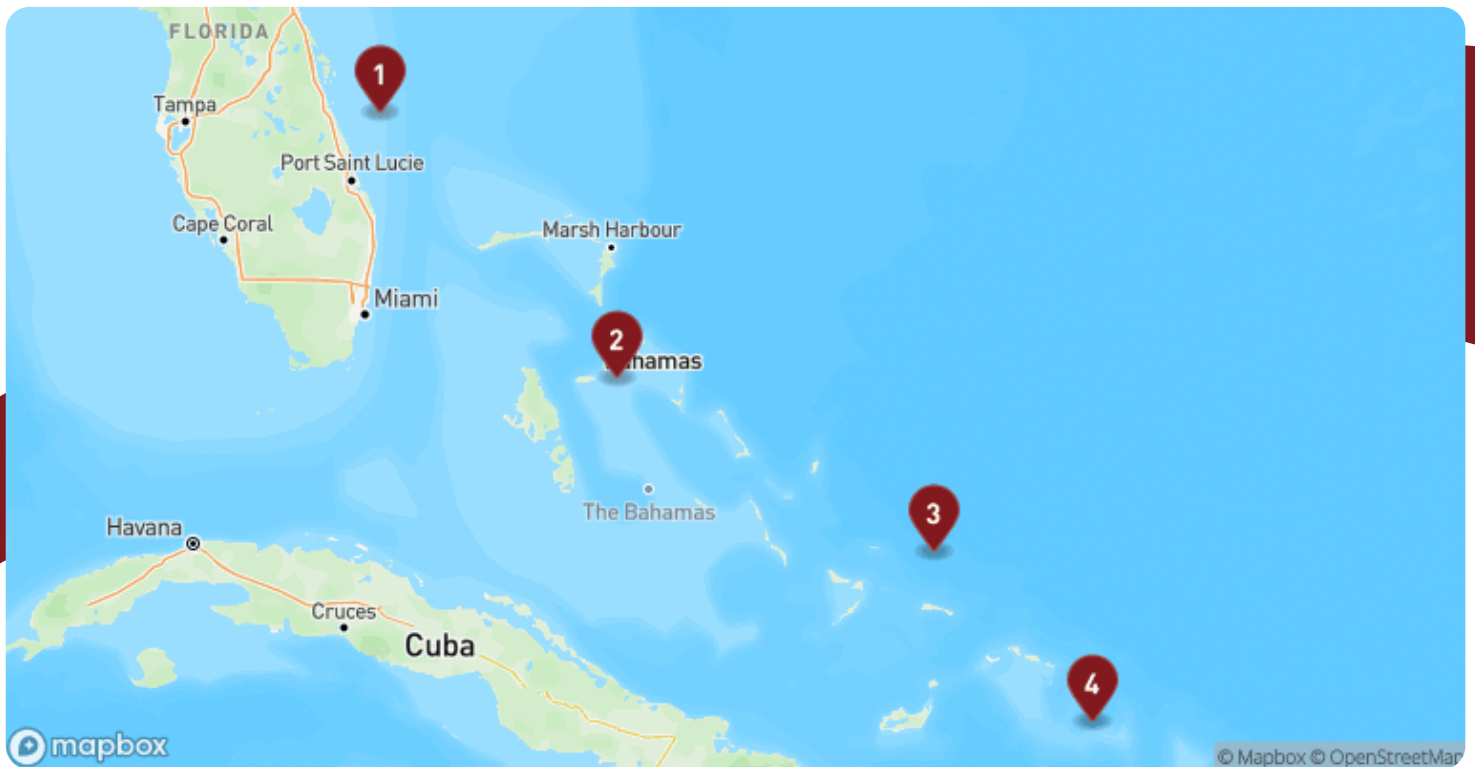 FLORIDA
1
Tampa
Port Saint Lucie
Cape Coral
Marsh Harbour
Miami
2
hamas
The Bahamas
3
Havana
Cruces
Cuba
4
mapbox
© Mapbox © OpenStreetMap